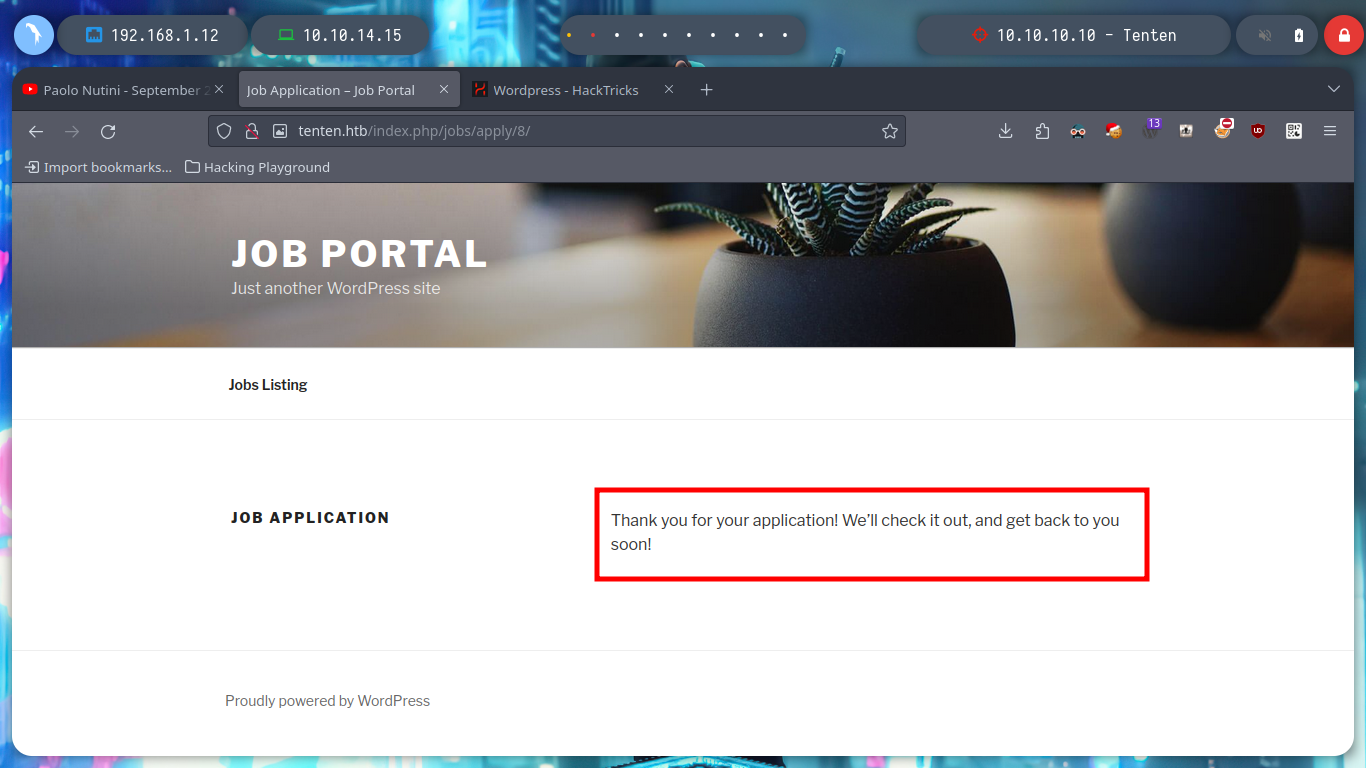 192.168.1.12
10.10.14.15
10.10.10.10 - Tenten
Paolo Nutini - September 2
Job Application – Job Portal
Wordpress - HackTricks
tenten.htb/index.php/jobs/apply/8/
13
UD
Import bookmarks...
Hacking Playground
JOB PORTAL
Just another WordPress site
Jobs Listing
JOB APPLICATION
Thank you for your application! We’ll check it out, and get back to you
soon!
Proudly powered by WordPress